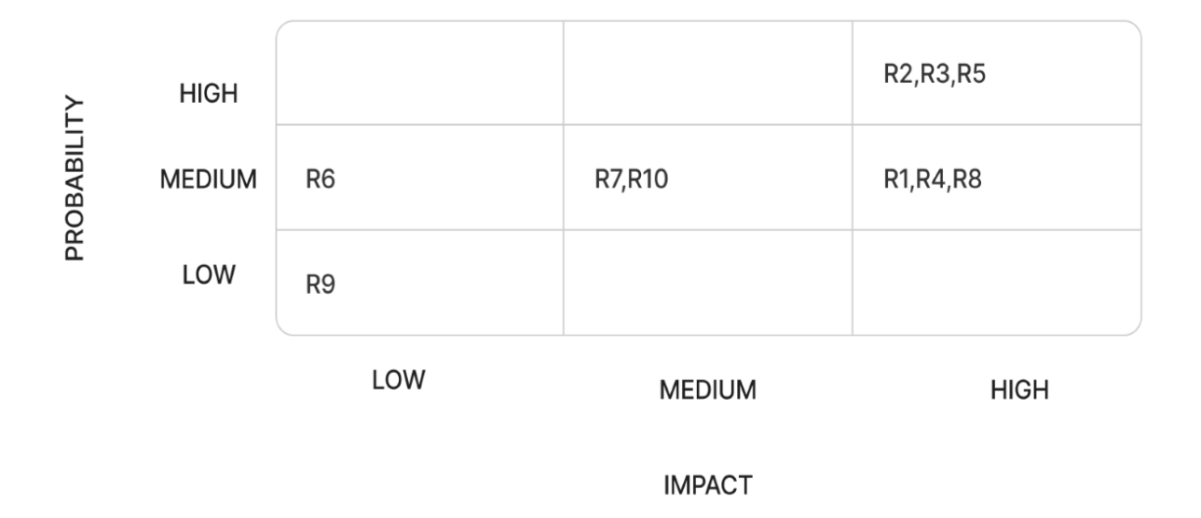 PROBABILITY
HIGH
R2,R3,R5
MEDIUM
R6
R7,R10
R1,R4,R8
LOW
R9
LOW
MEDIUM
HIGH
IMPACT